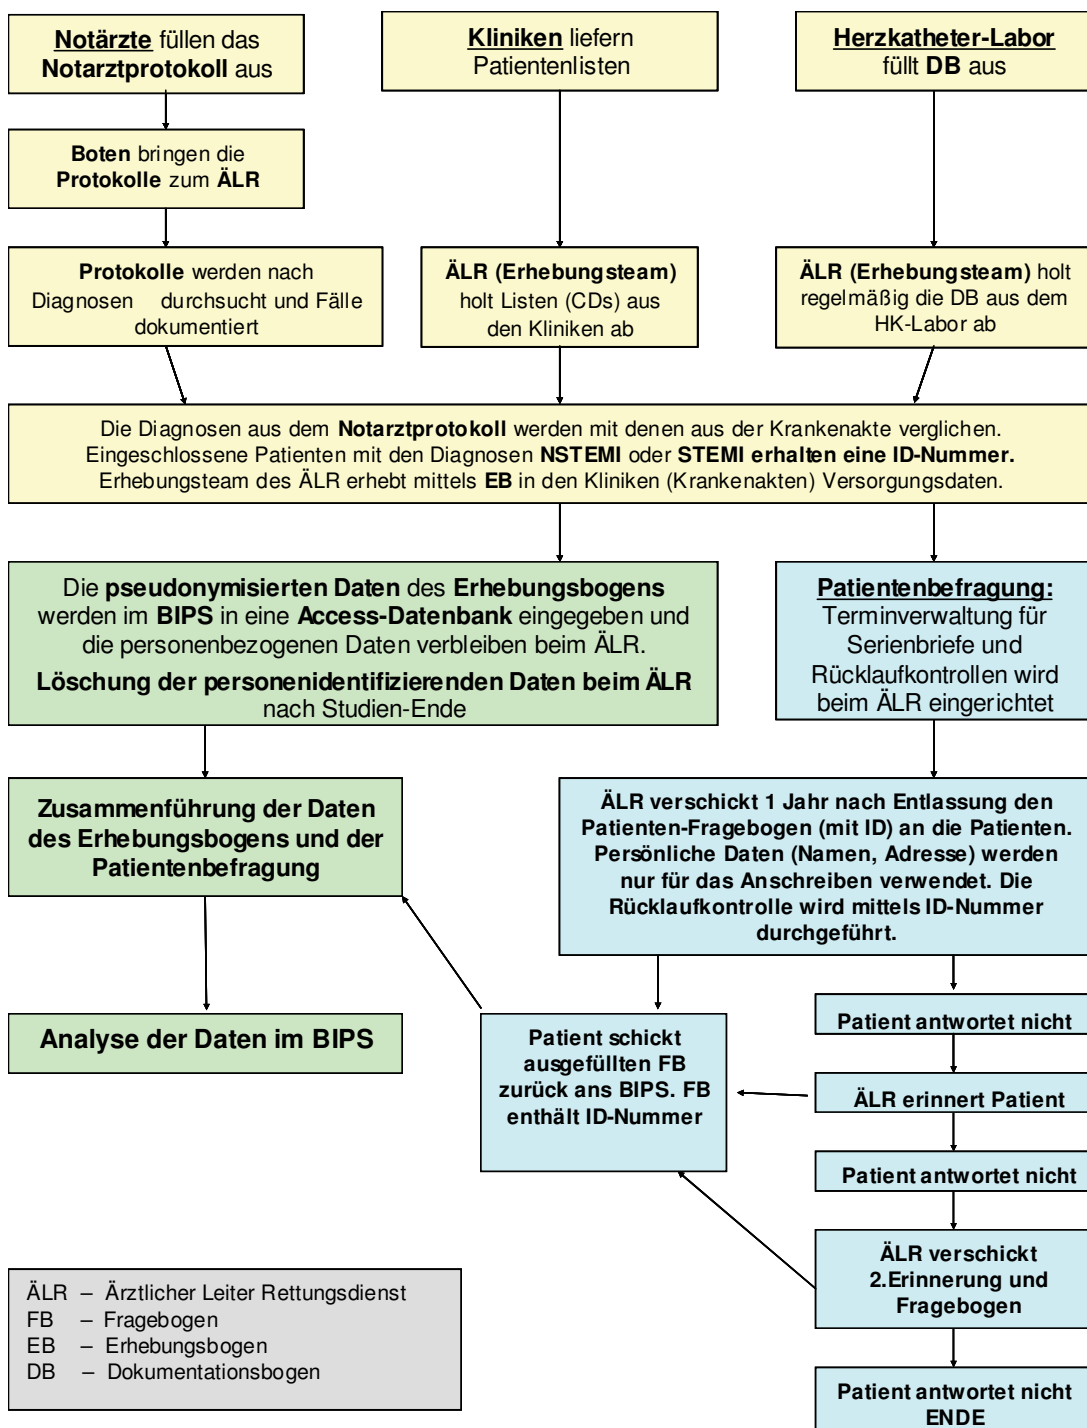 Notärzte füllen das
Notarztprotokoll aus
Kliniken liefern
Patientenlisten
Herzkatheter-Labor
füllt DB aus
Boten bringen die
Protokolle zum ÄLR
Protokolle werden nach
Diagnosen durchsucht und Fälle
dokumentiert
ÄLR (Erhebungsteam)
holt Listen (CDs) aus
den Kliniken ab
ÄLR (Erhebungsteam) holt
regelmäßig die DB aus dem
HK-Labor ab
Die Diagnosen aus dem Notarztprotokoll werden mit denen aus der Krankenakte verglichen.
Eingeschlossene Patienten mit den Diagnosen NSTEMI oder STEMI erhalten eine ID-Nummer.
Erhebungsteam des ÄLR erhebt mittels EB in den Kliniken (Krankenakten) Versorgungsdaten.
Die pseudonymisierten Daten des Erhebungsbogens
werden im BIPS in eine Access-Datenbank eingegeben und
die personenbezogenen Daten verbleiben beim ÄLR.
Löschung der personenidentifizierenden Daten beim ÄLR
nach Studien-Ende
Patientenbefragung:
Terminverwaltung für
Serienbriefe und
Rücklaufkontrollen wird
beim ÄLR eingerichtet
Zusammenführung der Daten
des Erhebungsbogens und der
Patientenbefragung
ÄLR verschickt 1 Jahr nach Entlassung den
Patienten-Fragebogen (mit ID) an die Patienten.
Persönliche Daten (Namen, Adresse) werden
nur für das Anschreiben verwendet. Die
Rücklaufkontrolle wird mittels ID-Nummer
durchgeführt.
Analyse der Daten im BIPS
Patient schickt
ausgefüllten FB
zurück ans BIPS. FB
enthält ID-Nummer
Patient antwortet nicht
ÄLR erinnert Patient
Patient antwortet nicht
ÄLR verschickt
2.Erinnerung und
Fragebogen
Patient antwortet nicht
ENDE
ÄLR – Ärztlicher Leiter Rettungsdienst
FB – Fragebogen
EB – Erhebungsbogen
DB – Dokumentationsbogen